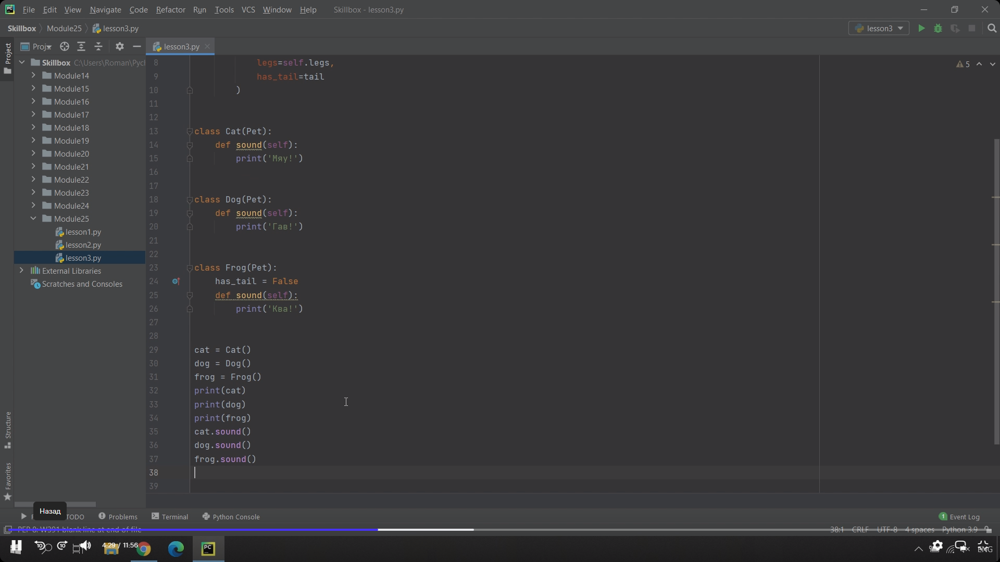 File Edit View Navigate Code Refactor Run Tools VCS Window Help Skillbox - lesson3.py
Skillbox Module25 lesson3.py lesson3
Project
Proj lesson3.py
Skillbox C:\Users\Roman\Pyc
Module14
Module15
Module16
Module17
Module18
Module19
Module20
Module21
Module22
Module23
Module24
Module25
lesson1.py
lesson2.py
lesson3.py
External Libraries
Scratches and Consoles
5
8 legs=self.legs,
9 has_tail=tail
10 )
11
12
13 class Cat(Pet):
14 def sound(self):
15 print('Мяу!')
16
17
18 class Dog(Pet):
19 def sound(self):
20 print('Гав!')
21
22
23 class Frog(Pet):
24 has_tail = False
25 def sound(self):
26 print('Ква!')
27
28
29 cat = Cat()
30 dog = Dog()
31 frog = Frog()
32 print(cat)
33 print(dog)
34 print(frog)
35 cat.sound()
36 dog.sound()
37 frog.sound()
38
39
Structure
Favorites
Назад
TODO Problems Terminal Python Console 1 Event Log
PEP 8: W391 blank line at end of file 38:1 CRLF UTF-8 4 spaces Python 3.9
10 10 4:29 / 11:56 PC ENG